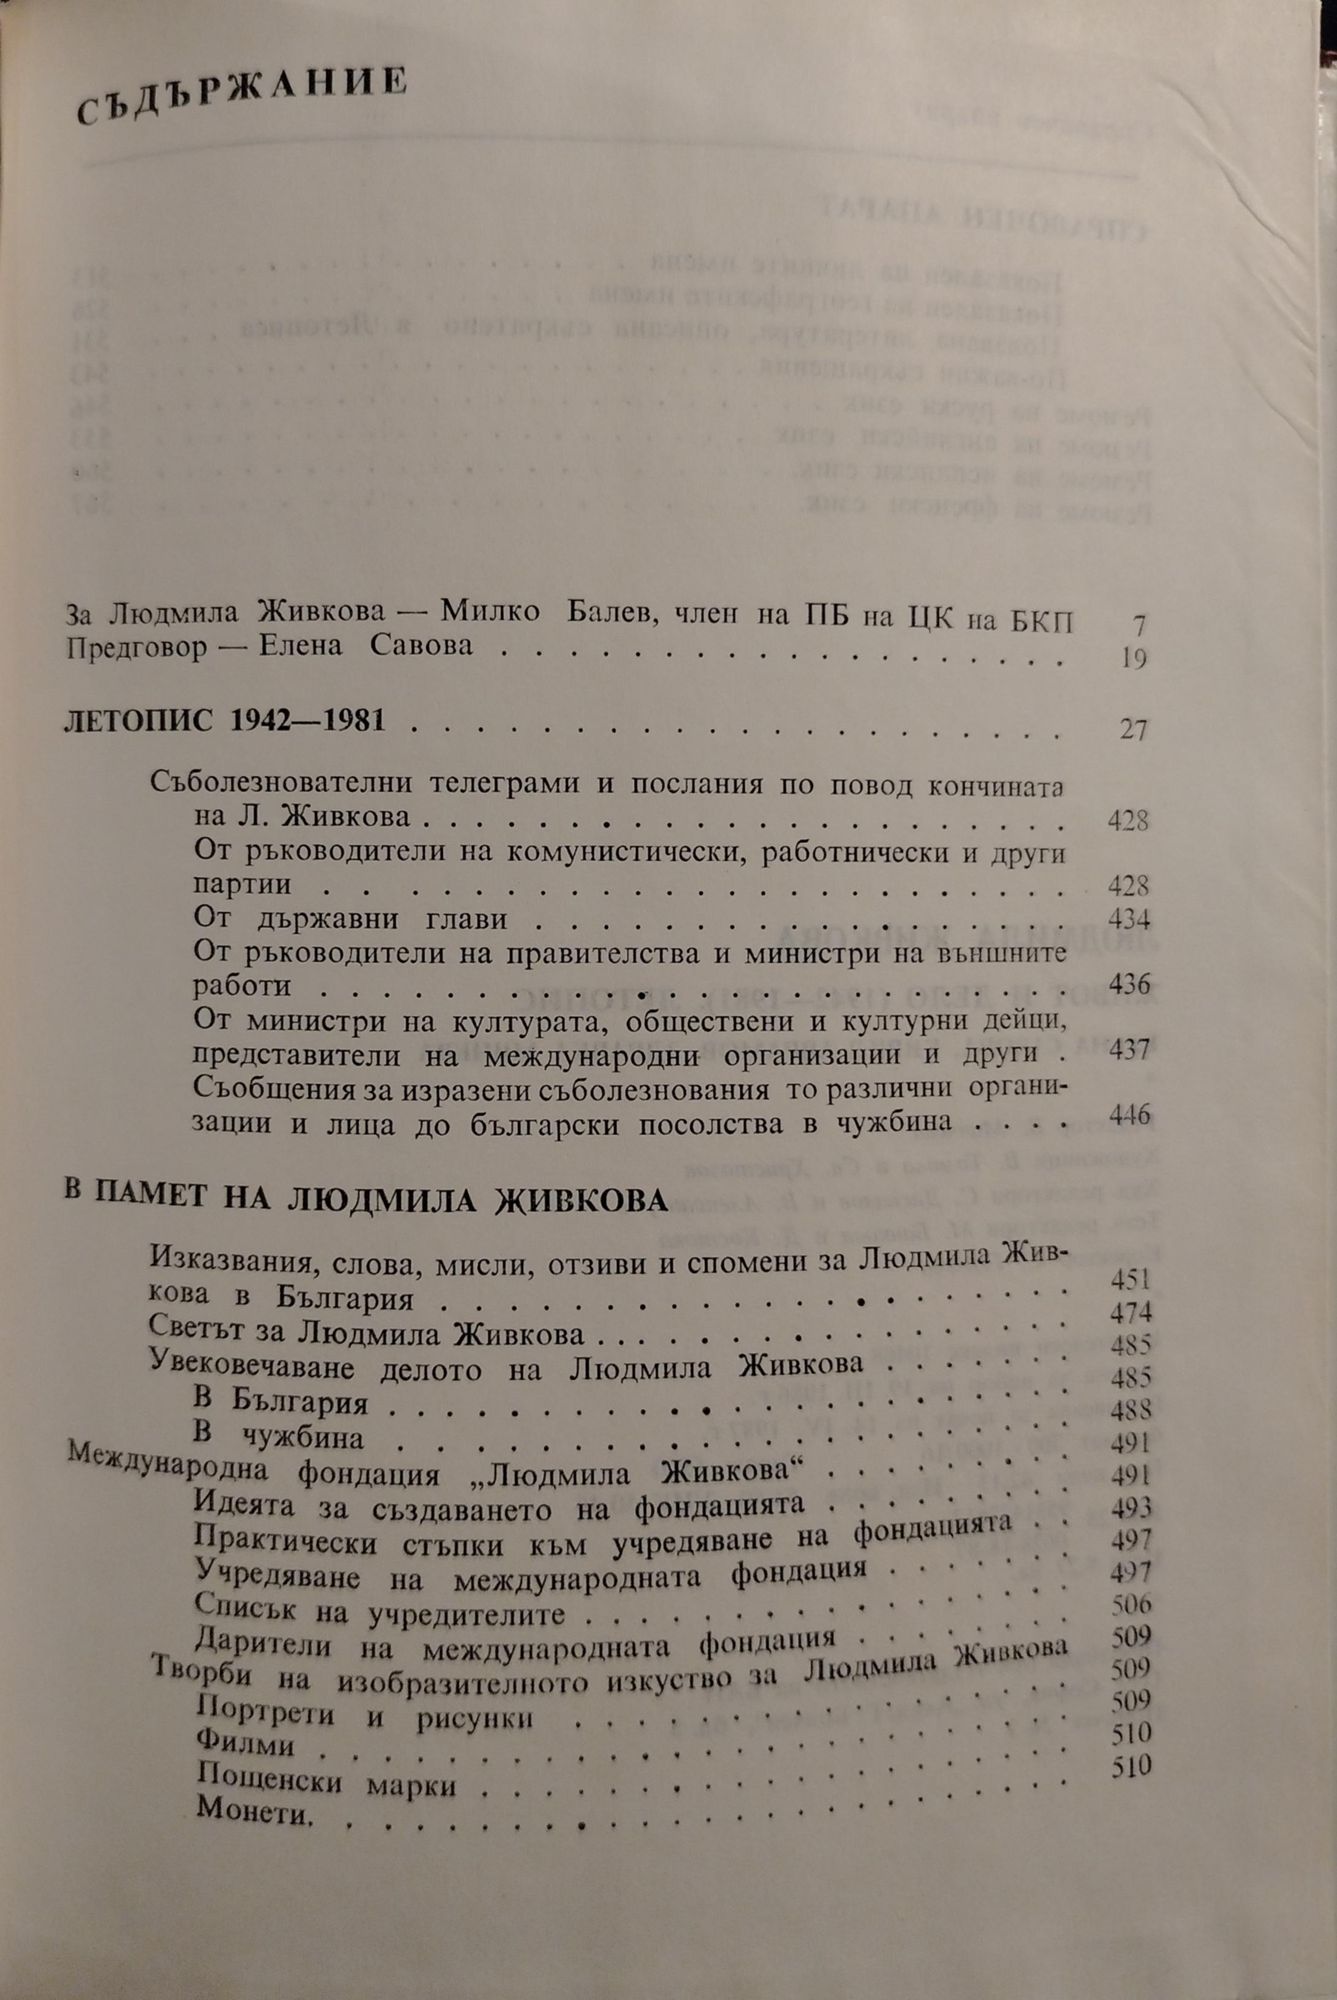 СЪДЪРЖАНИЕ
За Людмила Живкова — Милко Балев, член на ПБ на ЦК на БКП 7
Предговор — Елена Савова . . . . . . . . . . . . . . . . . . 19
ЛЕТОПИС 1942—1981 . . . . . . . . . . . . . . . . . . . . . 27
Съболезнователни телеграми и послания по повод кончината
на Л. Живкова . . . . . . . . . . . . . . . . . . . . 428
От ръководители на комунистически, работнически и други
партии . . . . . . . . . . . . . . . . . . . . . . . 428
От държавни глави . . . . . . . . . . . . . . . . . 434
От ръководители на правителства и министри на външните
работи . . . . . . . . . . . . . . . . . . . . . . . 436
От министри на културата, обществени и културни дейци,
представители на международни организации и други . 437
Съобщения за изразени съболезнования то различни органи-
зации и лица до български посолства в чужбина . . . . 446
В ПАМЕТ НА ЛЮДМИЛА ЖИВКОВА
Изказвания, слова, мисли, отзиви и спомени за Людмила Жив-
кова в България . . . . . . . . . . . . . . . . . . . 451
Светът за Людмила Живкова . . . . . . . . . . . . . . . 474
Увековечаване делото на Людмила Живкова . . . . . . . 485
В България . . . . . . . . . . . . . . . . . . . . . . 485
В чужбина . . . . . . . . . . . . . . . . . . . . . . 488
Международна фондация „Людмила Живкова“ . . . . . . . . 491
Идеята за създаването на фондацията . . . . . . . . 491
Практически стъпки към учредяване на фондацията . . 493
Учредяване на международната фондация . . . . . . . 497
Списък на учредителите . . . . . . . . . . . . . . . 497
Дарители на международната фондация . . . . . . . . 506
Творби на изобразителното изкуство за Людмила Живкова 509
Портрети и рисунки . . . . . . . . . . . . . . . . . 509
Филми . . . . . . . . . . . . . . . . . . . . . . . . 509
Пощенски марки . . . . . . . . . . . . . . . . . . . 510
Монети. . . . . . . . . . . . . . . . . . . . . . . . 510